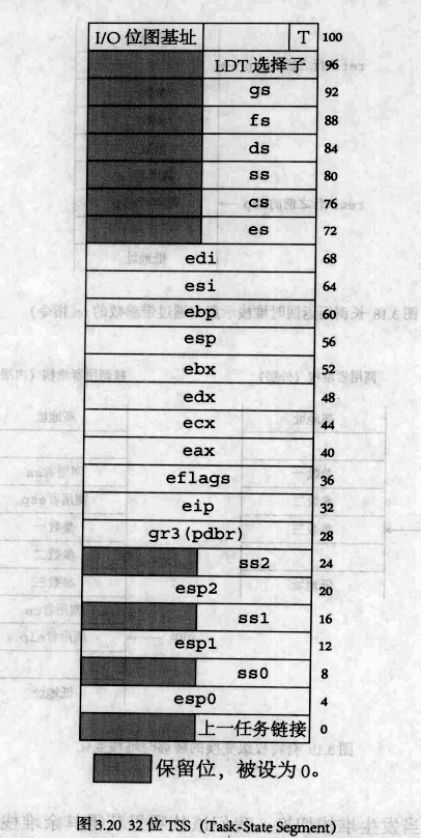 I/O 位图基址 T 100
LDT 选择子 96
gs 92
fs 88
ds 84
ss 80
cs 76
es 72
edi 68
esi 64
ebp 60
esp 56
ebx 52
edx 48
ecx 44
eax 40
eflags 36
eip 32
gr3(pdbr) 28
ss2 24
esp2 20
ss1 16
esp1 12
ss0 8
esp0 4
上一任务链接 0
保留位，被设为0。
图 3.20 32 位 TSS（Task-State Segment）